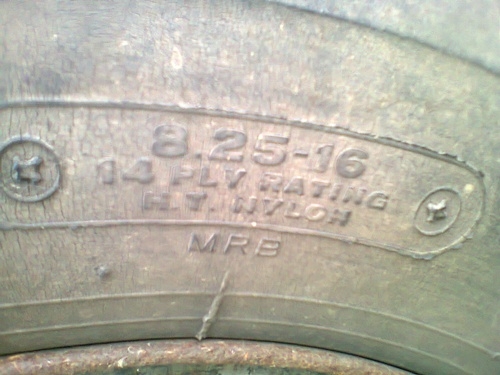 8.25-16
14 PLY RATING
H.T. NYLON
MRB